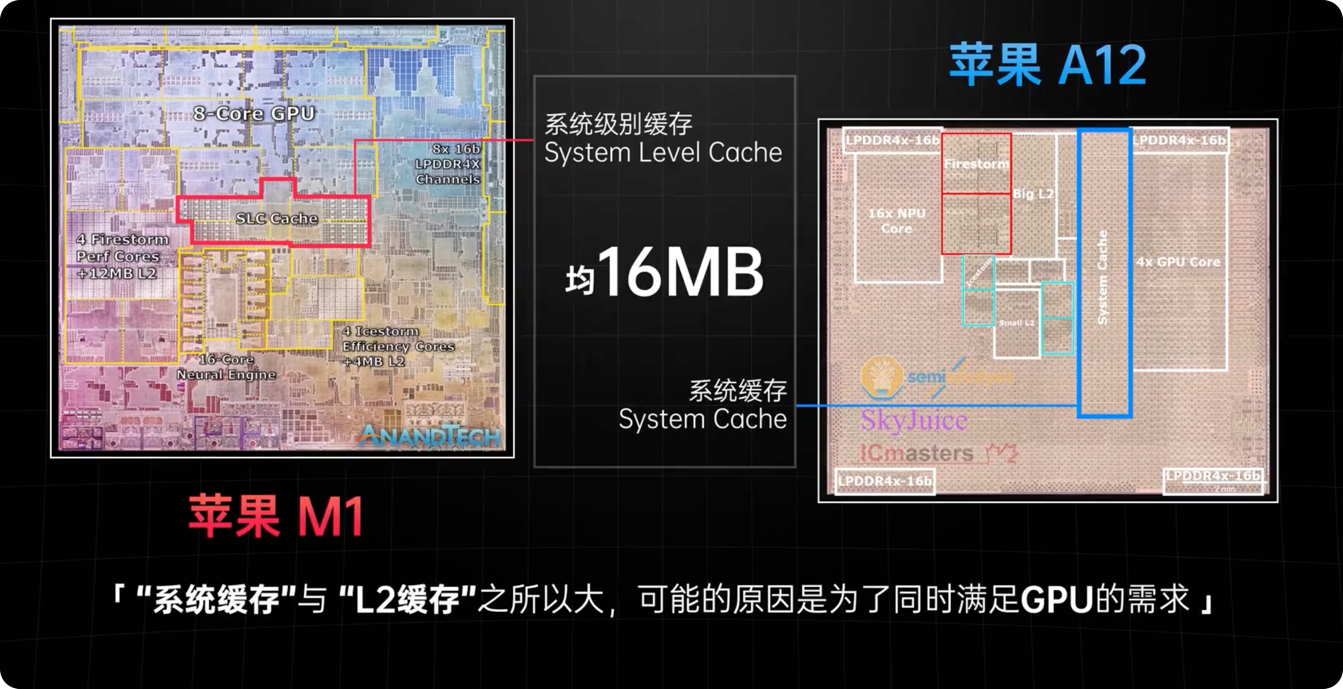 8-Core GPU
8x 16b
LPDDR4X
Channels
SLC Cache
4 Firestorm
Perf Cores
+12MB L2
4 Icestorm
Efficiency Cores
+4MB L2
16-Core
Neural Engine
ANANDTECH
苹果 M1
系统级别缓存
System Level Cache
均16MB
系统缓存
System Cache
苹果 A12
LPDDR4x-16b
LPDDR4x-16b
Firestorm
Big L2
16x NPU
Core
System Cache
4x GPU Core
Small L2
semiAnalysis
SkyJuice
ICmasters
LPDDR4x-16b
LPDDR4x-16b
「 “系统缓存”与 “L2缓存”之所以大，可能的原因是为了同时满足GPU的需求 」